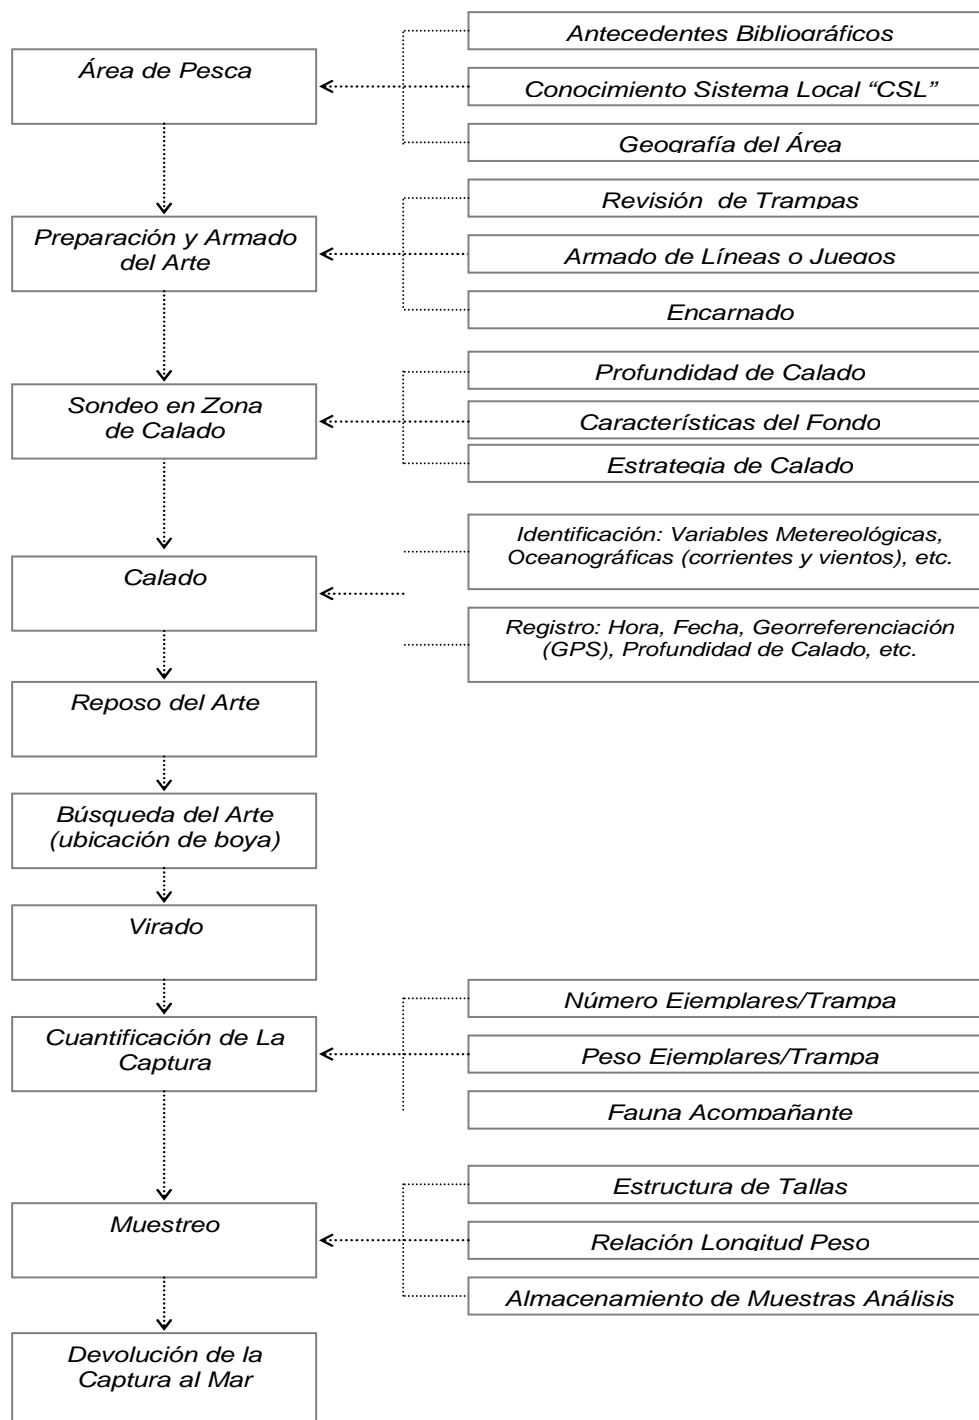 Antecedentes Bibliográficos
Área de Pesca
Conocimiento Sistema Local “CSL”
Geografía del Área
Revisión de Trampas
Preparación y Armado
del Arte
Armado de Líneas o Juegos
Encarnado
Profundidad de Calado
Sondeo en Zona
de Calado
Características del Fondo
Estrategia de Calado
Identificación: Variables Metereológicas,
Oceanográficas (corrientes y vientos), etc.
Calado
Registro: Hora, Fecha, Georreferenciación
(GPS), Profundidad de Calado, etc.
Reposo del Arte
Búsqueda del Arte
(ubicación de boya)
Virado
Número Ejemplares/Trampa
Cuantificación de La
Captura
Peso Ejemplares/Trampa
Fauna Acompañante
Estructura de Tallas
Muestreo
Relación Longitud Peso
Almacenamiento de Muestras Análisis
Devolución de la
Captura al Mar